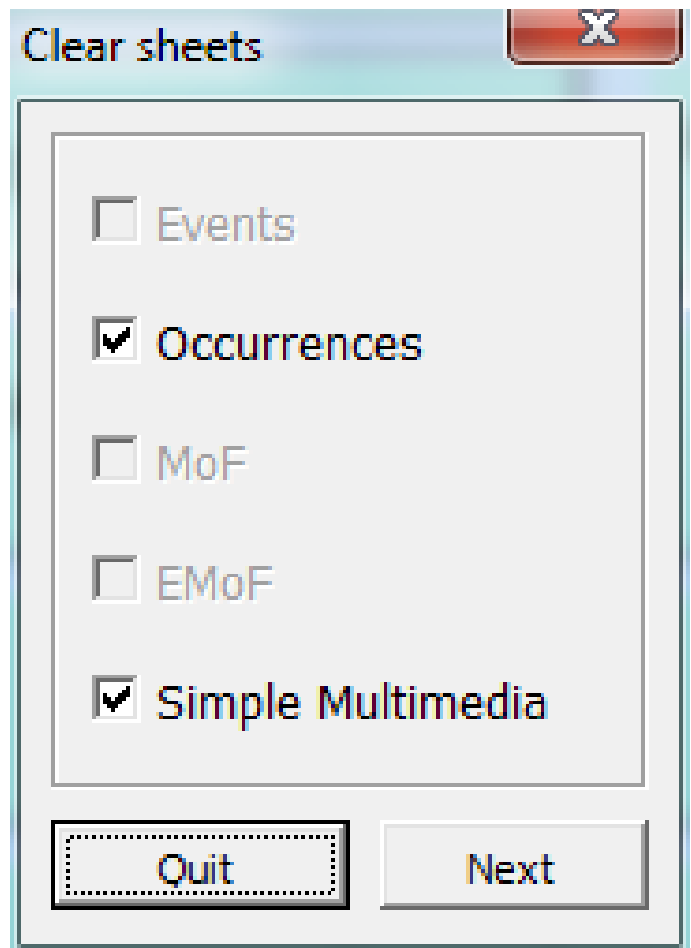 Clear sheets
Events
Occurrences
MoF
EMoF
Simple Multimedia
Quit Next